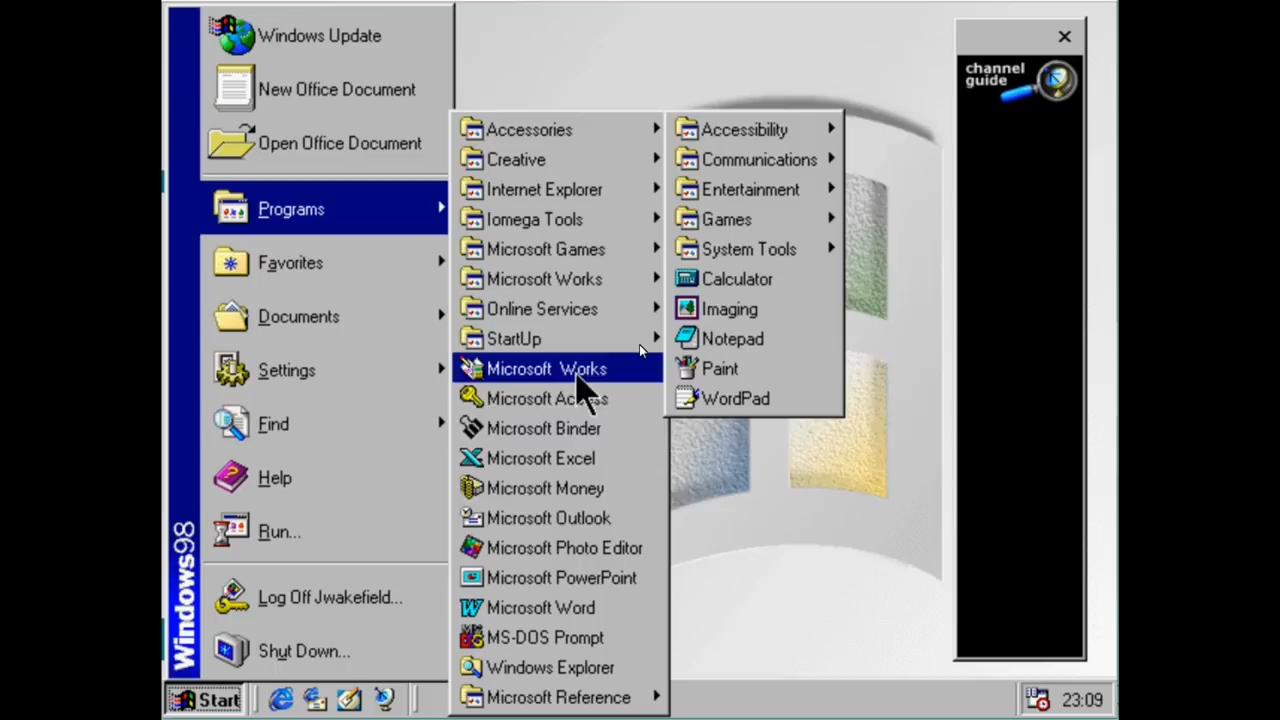 Windows Update
New Office Document
Open Office Document
Programs
Favorites
Documents
Settings
Find
Help
Run...
Log Off Jwakefield...
Shut Down...
Windows98
Accessories
Creative
Internet Explorer
Iomega Tools
Microsoft Games
Microsoft Works
Online Services
StartUp
Microsoft Works
Microsoft Access
Microsoft Binder
Microsoft Excel
Microsoft Money
Microsoft Outlook
Microsoft Photo Editor
Microsoft PowerPoint
Microsoft Word
MS-DOS Prompt
Windows Explorer
Microsoft Reference
Accessibility
Communications
Entertainment
Games
System Tools
Calculator
Imaging
Notepad
Paint
WordPad
channel
guide
Start
23:09